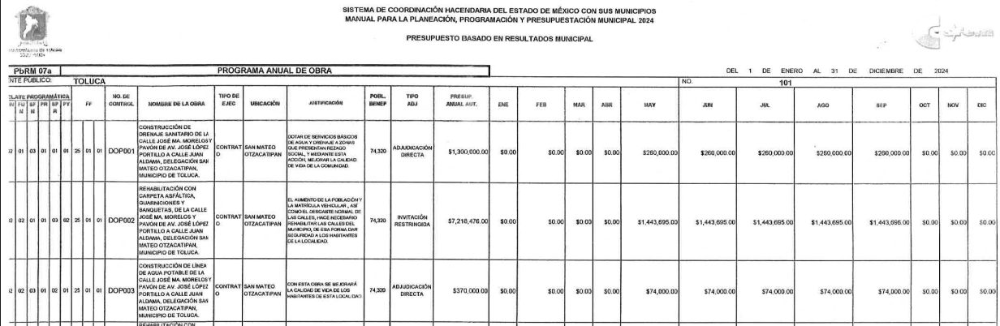 SISTEMA DE COORDINACIÓN HACENDARIA DEL ESTADO DE MÉXICO CON SUS MUNICIPIOS
MANUAL PARA LA PLANEACIÓN, PROGRAMACIÓN Y PRESUPUESTACIÓN MUNICIPAL 2024
PRESUPUESTO BASADO EN RESULTADOS MUNICIPAL
PbRM 07a PROGRAMA ANUAL DE OBRA DEL 1 DE ENERO AL 31 DE DICIEMBRE DE 2024
NTE PÚBLICO: TOLUCA NO. 101
CLAVE PROGRAMÁTICA FF NO. DE CONTROL NOMBRE DE LA OBRA TIPO DE EJEC UBICACIÓN JUSTIFICACIÓN POBL. BENEF TIPO ADJ PRESUP. ANUAL AUT. ENE FEB MAR ABR MAY JUN JUL AGO SEP OCT NOV DIC
FU N SF N PR SP R PY
CONSTRUCCIÓN DE
DRENAJE SANITARIO DE LA
CALLE JOSÉ MA. MORELOS Y
PAVÓN DE AV. JOSÉ LÓPEZ
PORTILLO A CALLE JUAN
ALDAMA, DELEGACIÓN SAN
MATEO OTZACATIPAN,
MUNICIPIO DE TOLUCA.
01 03 01 01 01 25 01 01 DOP001
CONTRAT
O
SAN MATEO
OTZACATIPAN
DOTAR DE SERVICIOS BÁSICOS
DE AGUA Y DRENAJE A ZONAS
QUE PRESENTAN REZAGO
SOCIAL, Y MEDIANTE ESTA
ACCIÓN, MEJORAR LA CALIDAD
DE VIDA DE LA COMUNIDAD.
74,320
ADJUDICACIÓN
DIRECTA
$1,300,000.00 $0.00 $0.00 $0.00 $0.00 $260,000.00 $260,000.00 $260,000.00 $260,000.00 $260,000.00 $0.00 $0.00 $0.00
REHABILITACIÓN CON
CARPETA ASFÁLTICA,
GUARNICIONES Y
BANQUETAS, DE LA CALLE
JOSÉ MA. MORELOS Y
PAVÓN DE AV. JOSÉ LÓPEZ
PORTILLO A CALLE JUAN
ALDAMA, DELEGACIÓN SAN
MATEO OTZACATIPAN,
MUNICIPIO DE TOLUCA.
02 01 01 03 02 25 01 01 DOP002
CONTRAT
O
SAN MATEO
OTZACATIPAN
EL AUMENTO DE LA POBLACIÓN Y
LA MATRÍCULA VEHICULAR , ASÍ
COMO EL DESGASTE NORMAL DE
LAS CALLES, HACE NECESARIO
REHABILITAR LAS CALLES DEL
MUNICIPIO, DE ESA FORMA DAR
SEGURIDAD A LOS HABITANTES
DE LA LOCALIDAD.
74,320
INVITACIÓN
RESTRINGIDA
$7,218,476.00 $0.00 $0.00 $0.00 $0.00 $1,443,695.00 $1,443,695.00 $1,443,695.00 $1,443,695.00 $1,443,696.00 $0.00 $0.00 $0.00
CONSTRUCCIÓN DE LÍNEA
DE AGUA POTABLE DE LA
CALLE JOSÉ MA. MORELOS Y
PAVÓN DE AV. JOSÉ LÓPEZ
PORTILLO A CALLE JUAN
ALDAMA, DELEGACIÓN SAN
MATEO OTZACATIPAN,
MUNICIPIO DE TOLUCA.
02 03 01 02 01 25 01 01 DOP003
CONTRAT
O
SAN MATEO
OTZACATIPAN
CON ESTA OBRA SE MEJORARÁ
LA CALIDAD DE VIDA DE LOS
HABITANTES DE ESTA LOCALIDAD.
74,320
ADJUDICACIÓN
DIRECTA
$370,000.00 $0.00 $0.00 $0.00 $0.00 $74,000.00 $74,000.00 $74,000.00 $74,000.00 $74,000.00 $0.00 $0.00 $0.00
REHABILITACIÓN CON